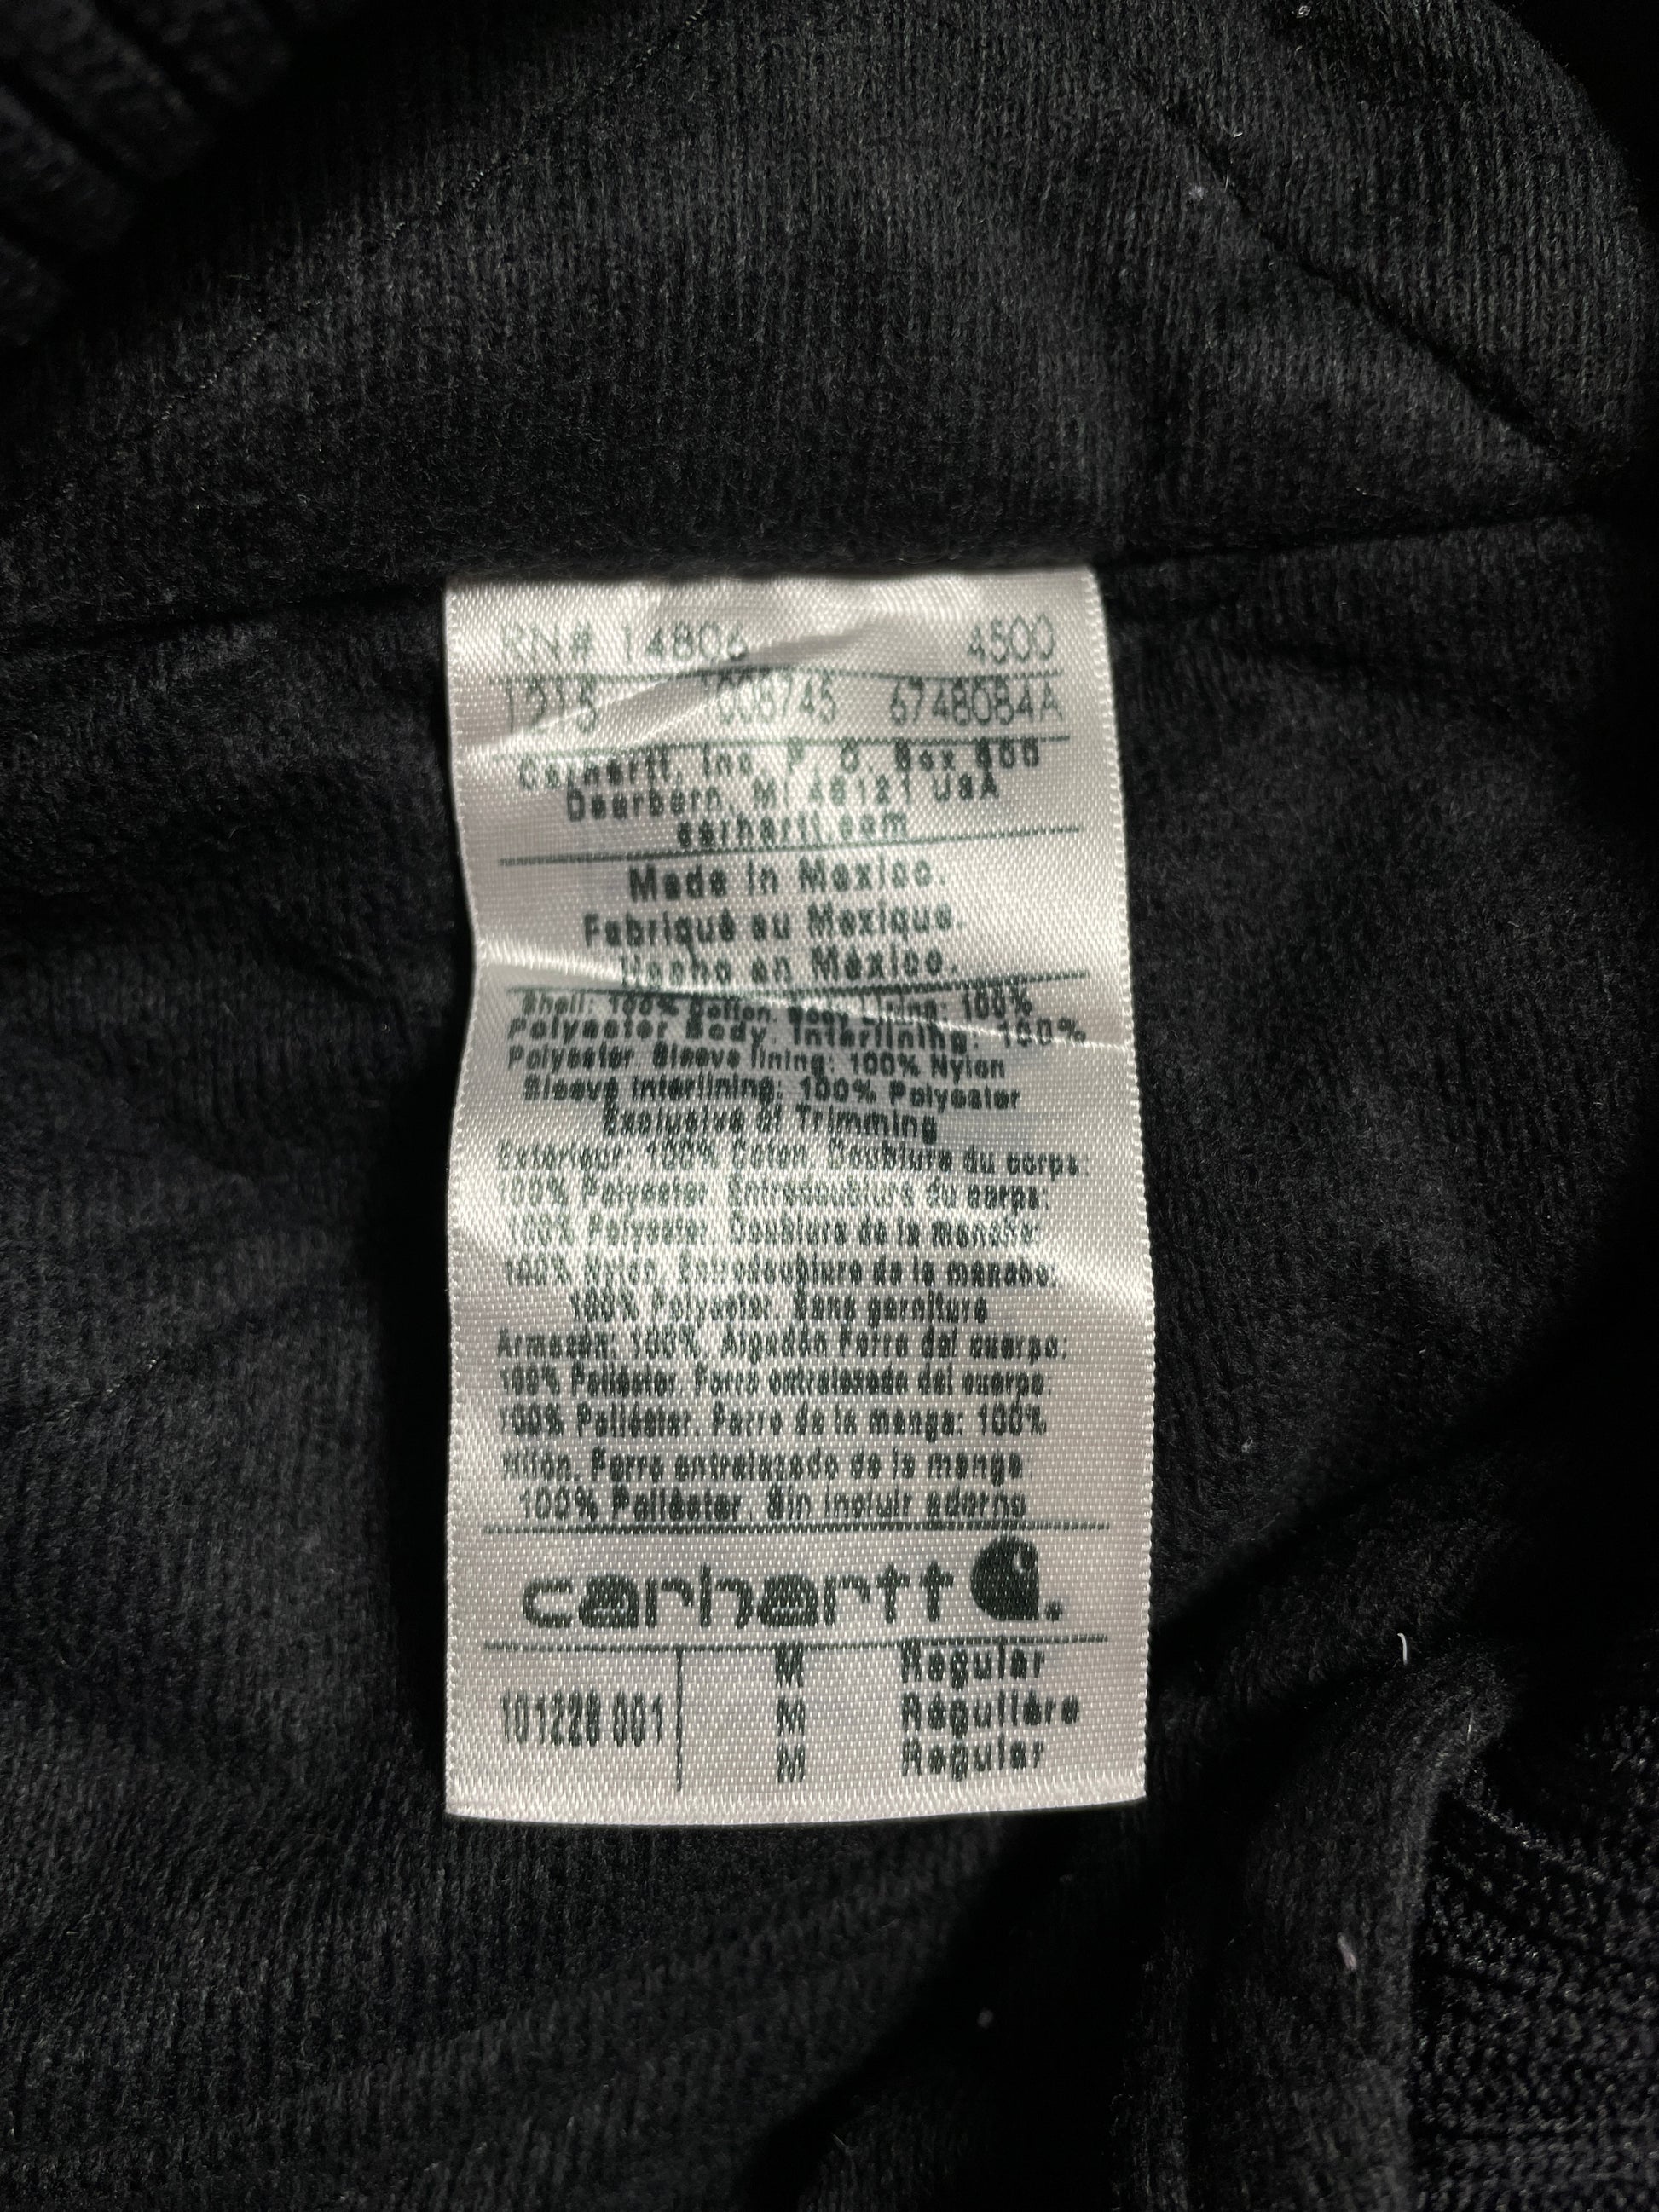 RN# 14806 4500
1215 008745 6748084A
Carhartt, Inc. P. O. Box 600
Dearborn, MI 48121 USA
carhartt.com
Made in Mexico.
Fabriqué au Mexique.
Hecho en México.
Shell: 100% Cotton. Body Lining: 100%
Polyester Body. Interlining: 100%
Polyester. Sleeve lining: 100% Nylon
Sleeve Interlining: 100% Polyester
Exclusive of Trimming
Extérieur: 100% Coton. Doublure du corps:
100% Polyester. Entredoublure du corps:
100% Polyester. Doublure de la manche:
100% Nylon. Entredoublure de la manche:
100% Polyester. Sans garniture
Armazón: 100%. Algodón Forro del cuerpo.
100% Poliéster. Forro entrelazado del cuerpo:
100% Poliéster. Forro de la manga: 100%
Nilón. Forro entrelazado de la manga
100% Poliéster. Sin incluir adorno
carhartt
101228 001 M Regular
M Régulière
M Regular